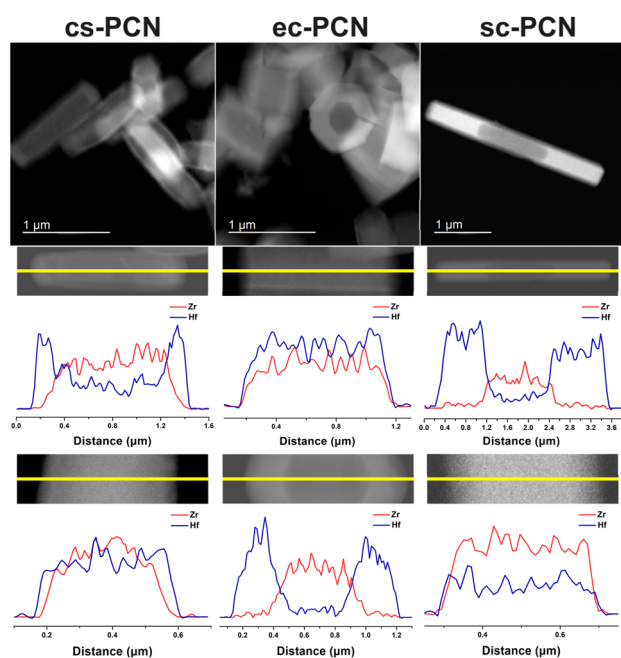 cs-PCN ec-PCN sc-PCN
1 μm 1 μm 1 μm
Zr Zr Zr
Hf Hf Hf
0.0 0.4 0.8 1.2 1.6 0.4 0.8 1.2 0.0 0.4 0.8 1.2 1.6 2.0 2.4 2.8 3.2 3.6
Distance (μm) Distance (μm) Distance (μm)
Zr Zr Zr
Hf Hf Hf
0.2 0.4 0.6 0.2 0.4 0.6 0.8 1.0 1.2 0.4 0.6
Distance (μm) Distance (μm) Distance (μm)